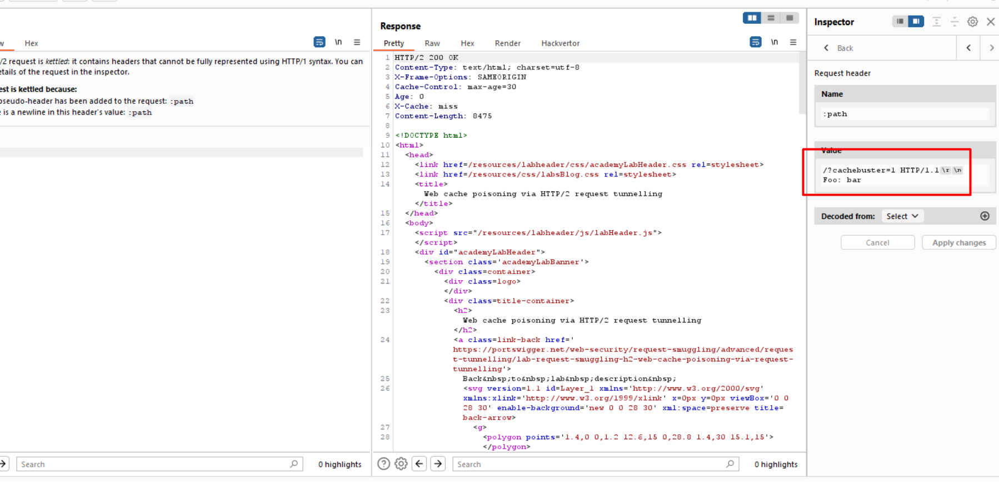 w
Hex
\n
/2 request is kettled: it contains headers that cannot be fully represented using HTTP/1 syntax. You can
etails of the request in the inspector.
est is kettled because:
pseudo-header has been added to the request: :path
e is a newline in this header's value: :path
Search
0 highlights
Response
Pretty
Raw
Hex
Render
Hackvertor
\n
1 HTTP/2 200 OK
2 Content-Type: text/html; charset=utf-8
3 X-Frame-Options: SAMEORIGIN
4 Cache-Control: max-age=30
5 Age: 0
6 X-Cache: miss
7 Content-Length: 8475
8
9 <!DOCTYPE html>
10 <html>
11 <head>
12 <link href=/resources/labheader/css/academyLabHeader.css rel=stylesheet>
13 <link href=/resources/css/labsBlog.css rel=stylesheet>
14 <title>
Web cache poisoning via HTTP/2 request tunnelling
</title>
15 </head>
16 <body>
17 <script src="/resources/labheader/js/labHeader.js">
</script>
18 <div id="academyLabHeader">
19 <section class='academyLabBanner'>
20 <div class=container>
21 <div class=logo>
</div>
22 <div class=title-container>
23 <h2>
Web cache poisoning via HTTP/2 request tunnelling
</h2>
24 <a class=link-back href='
https://portswigger.net/web-security/request-smuggling/advanced/reques
t-tunnelling/lab-request-smuggling-h2-web-cache-poisoning-via-request-
tunnelling'>
25 Back&nbsp;to&nbsp;lab&nbsp;description&nbsp;
26 <svg version=1.1 id=Layer_1 xmlns='http://www.w3.org/2000/svg'
xmlns:xlink='http://www.w3.org/1999/xlink' x=0px y=0px viewBox='0 0
28 30' enable-background='new 0 0 28 30' xml:space=preserve title=
back-arrow>
27 <g>
28 <polygon points='1.4,0 0,1.2 12.6,15 0,28.8 1.4,30 15.1,15'>
</polygon>
Search
0 highlights
Inspector
Back
Request header
Name
:path
Value
/?cachebuster=1 HTTP/1.1\r\n
Foo: bar
Decoded from:
Select
Cancel
Apply changes